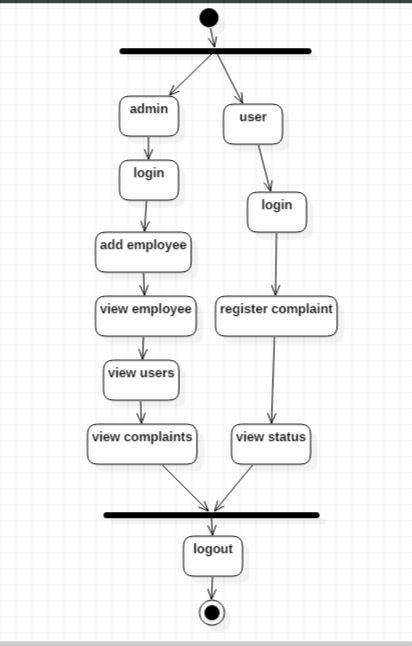 admin
user
login
login
add employee
view employee
register complaint
view users
view complaints
view status
logout